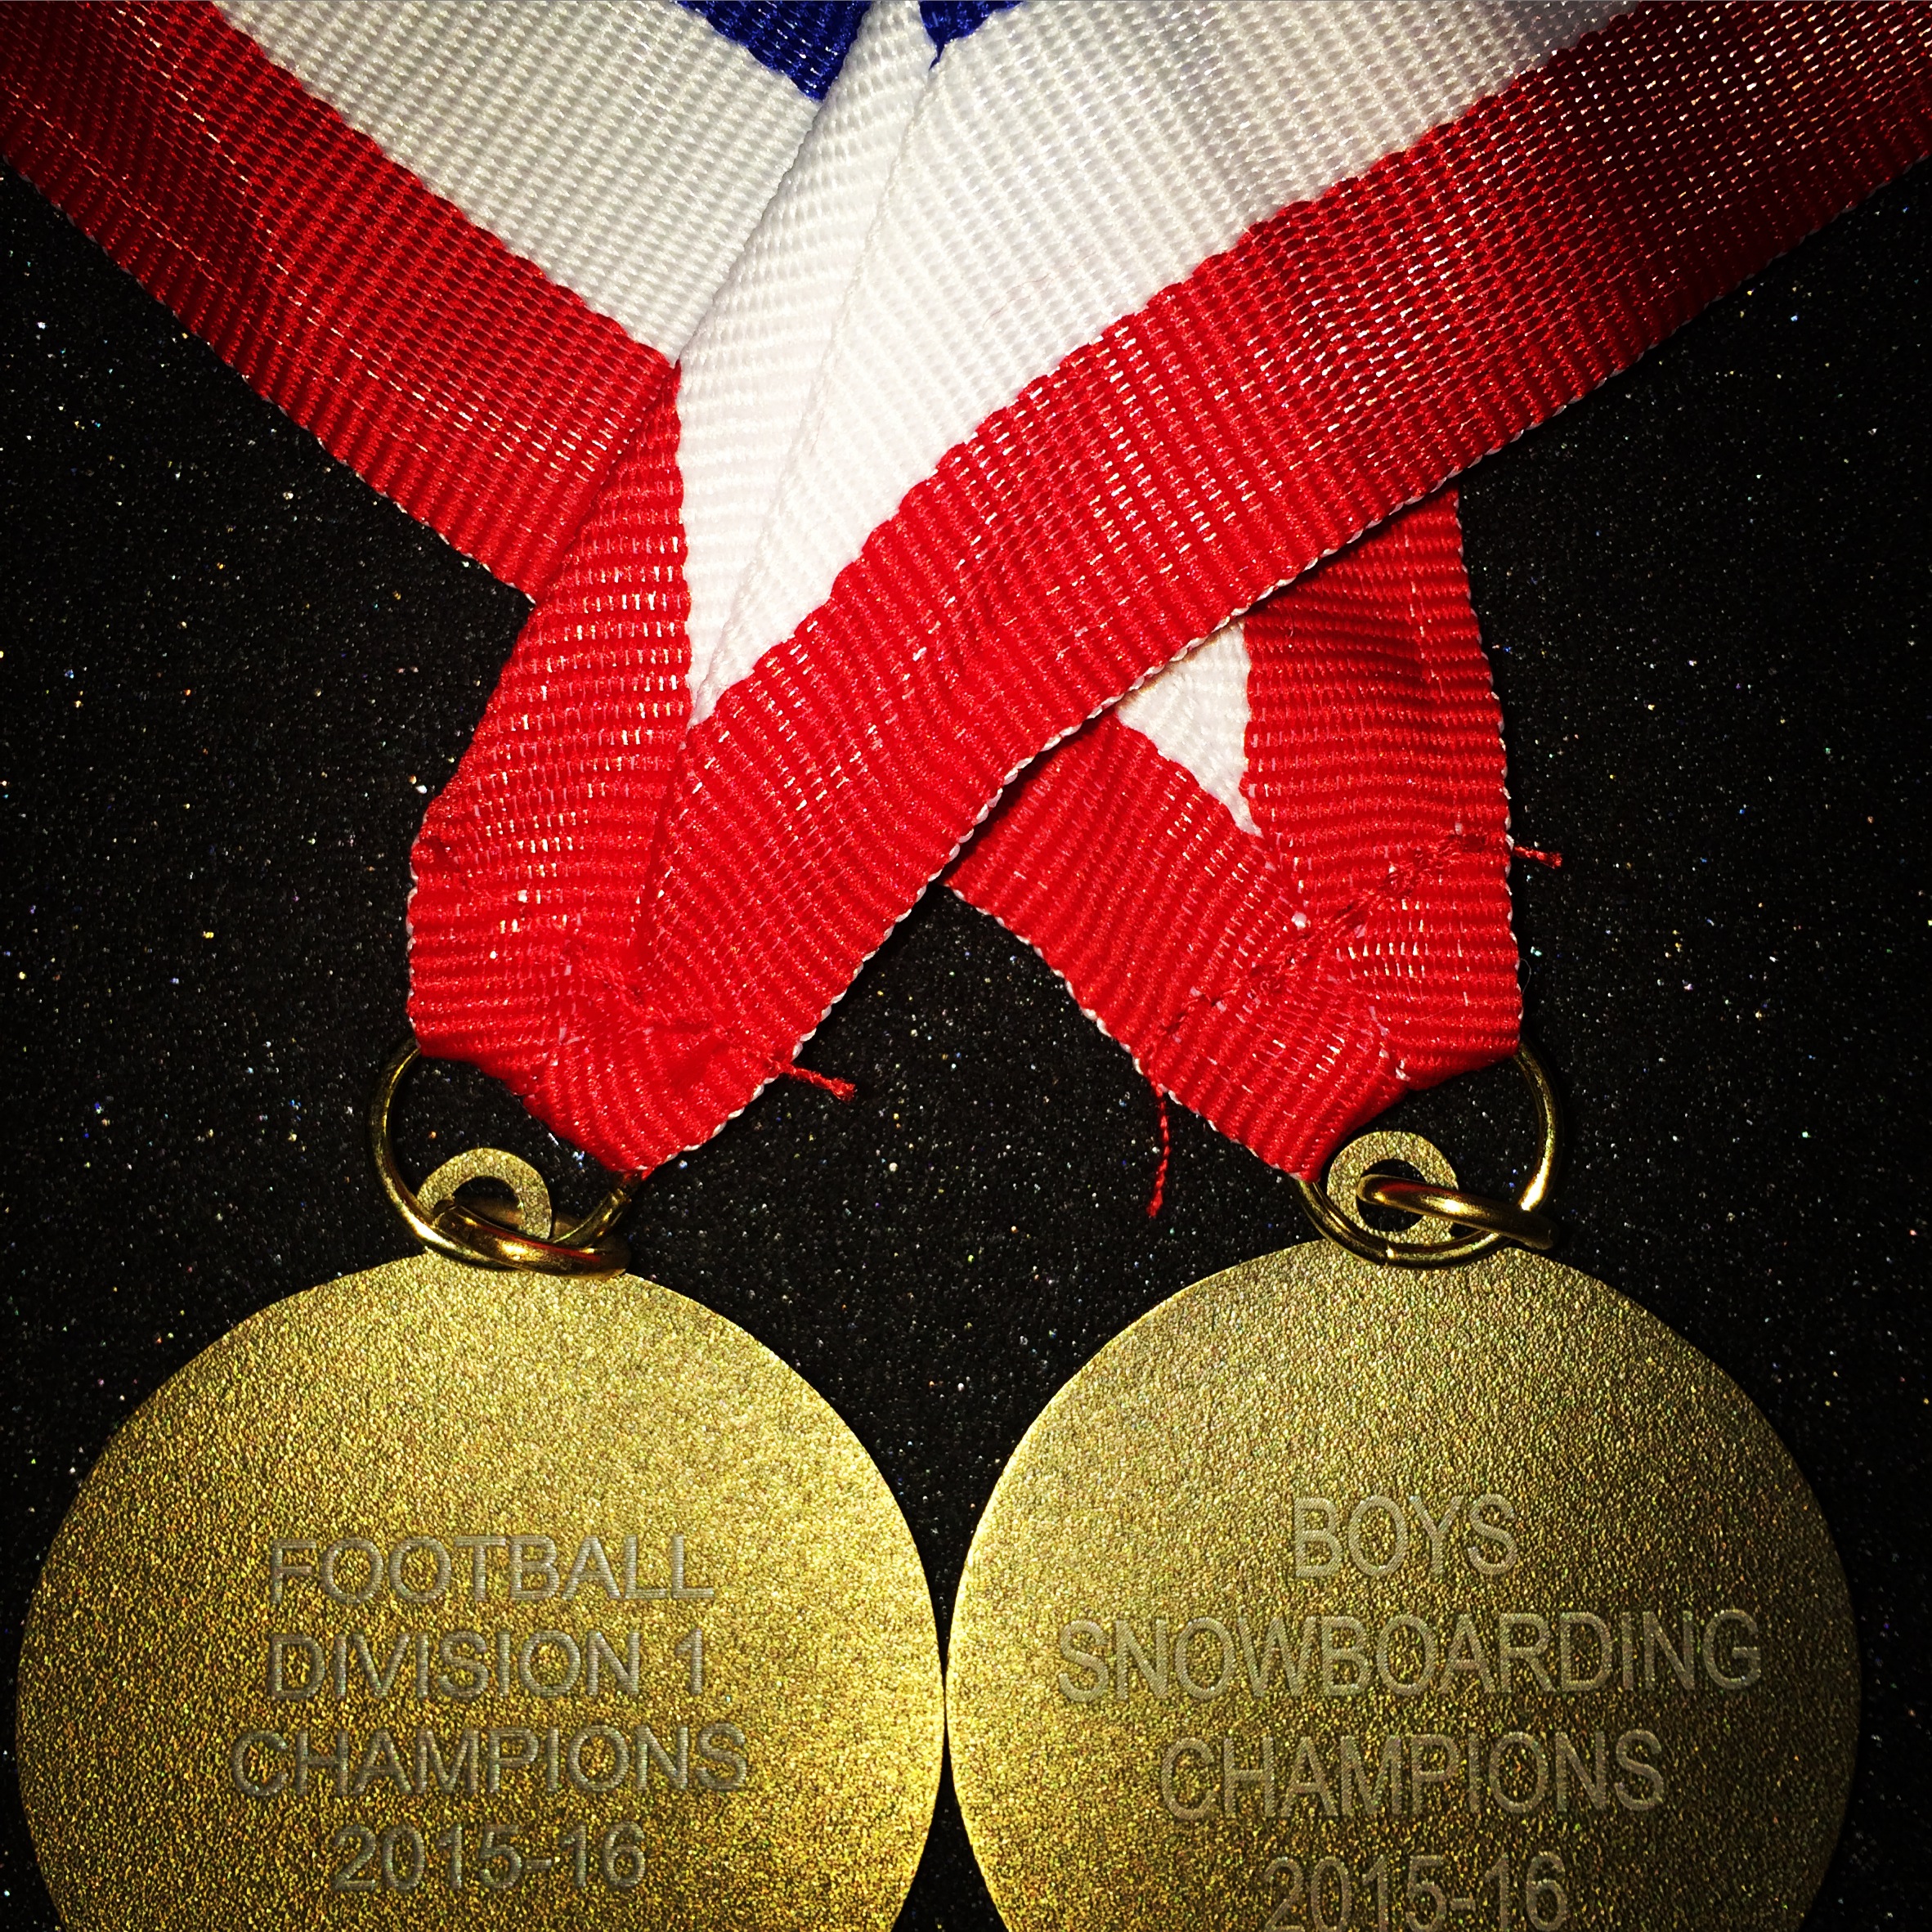 FOOTBALL
DIVISION 1
CHAMPIONS
2015-16
BOYS
SNOWBOARDING
CHAMPIONS
2015-16